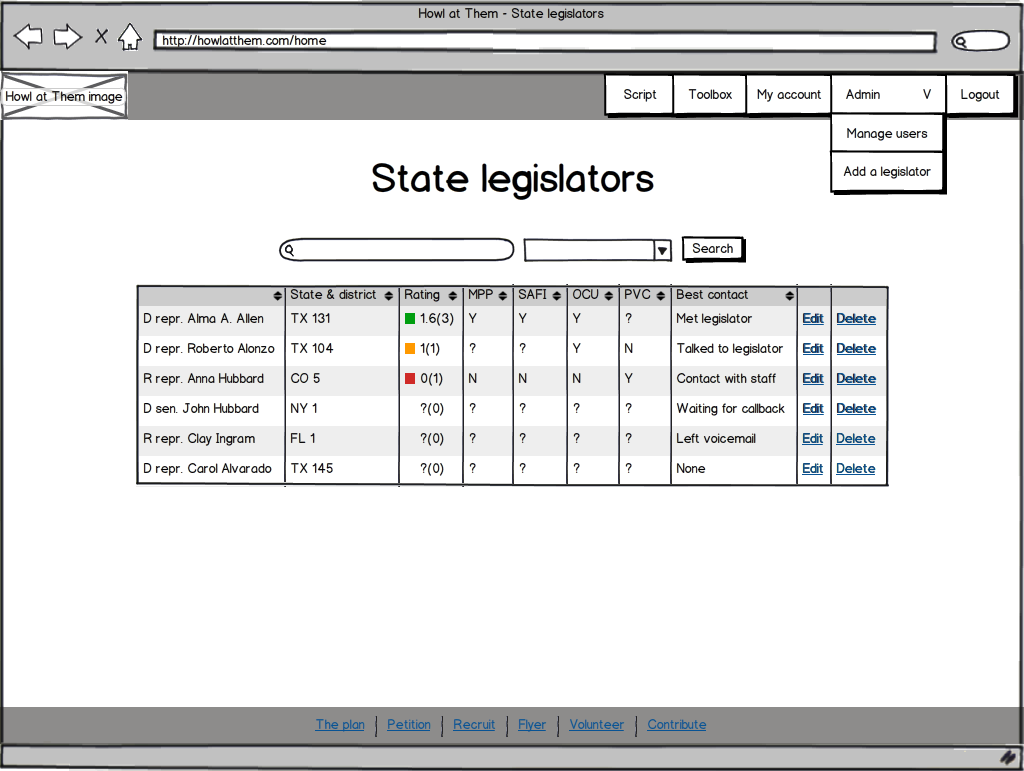 Howl at Them - State legislators
http://howlatthem.com/home
Howl at Them image
Script Toolbox My account Admin V Logout
Manage users
Add a legislator
State legislators
Search
State & district Rating MPP SAFI OCU PVC Best contact
D repr. Alma A. Allen TX 131 1.6(3) Y Y Y ? Met legislator Edit Delete
D repr. Roberto Alonzo TX 104 1(1) ? ? Y N Talked to legislator Edit Delete
R repr. Anna Hubbard CO 5 0(1) N N N Y Contact with staff Edit Delete
D sen. John Hubbard NY 1 ?(0) ? ? ? ? Waiting for callback Edit Delete
R repr. Clay Ingram FL 1 ?(0) ? ? ? ? Left voicemail Edit Delete
D repr. Carol Alvarado TX 145 ?(0) ? ? ? ? None Edit Delete
The plan | Petition | Recruit | Flyer | Volunteer | Contribute